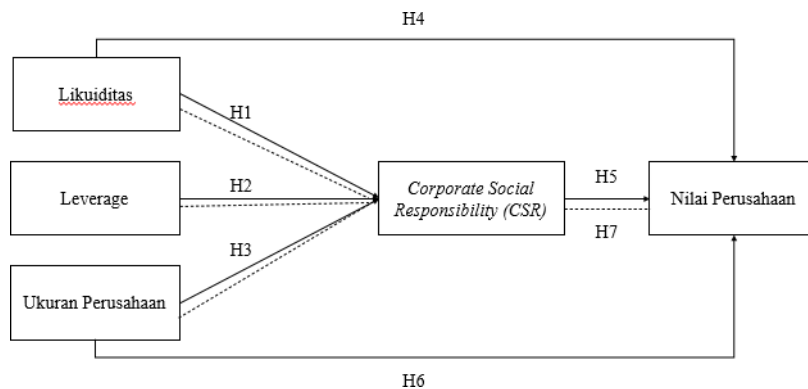 H4
Likuiditas
H1
Leverage
H2
Corporate Social
Responsibility (CSR)
H5
Nilai Perusahaan
H7
H3
Ukuran Perusahaan
H6